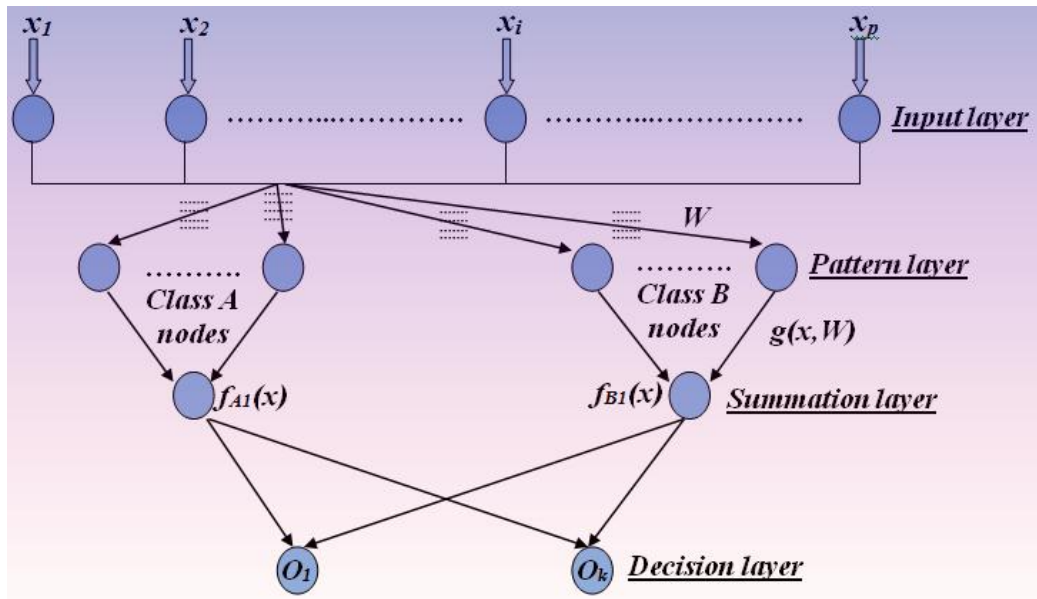 x1 x2 xi xp
Input layer
W
Pattern layer
Class A nodes
Class B nodes
g(x,W)
fA1(x)
fB1(x)
Summation layer
O1
Ok
Decision layer